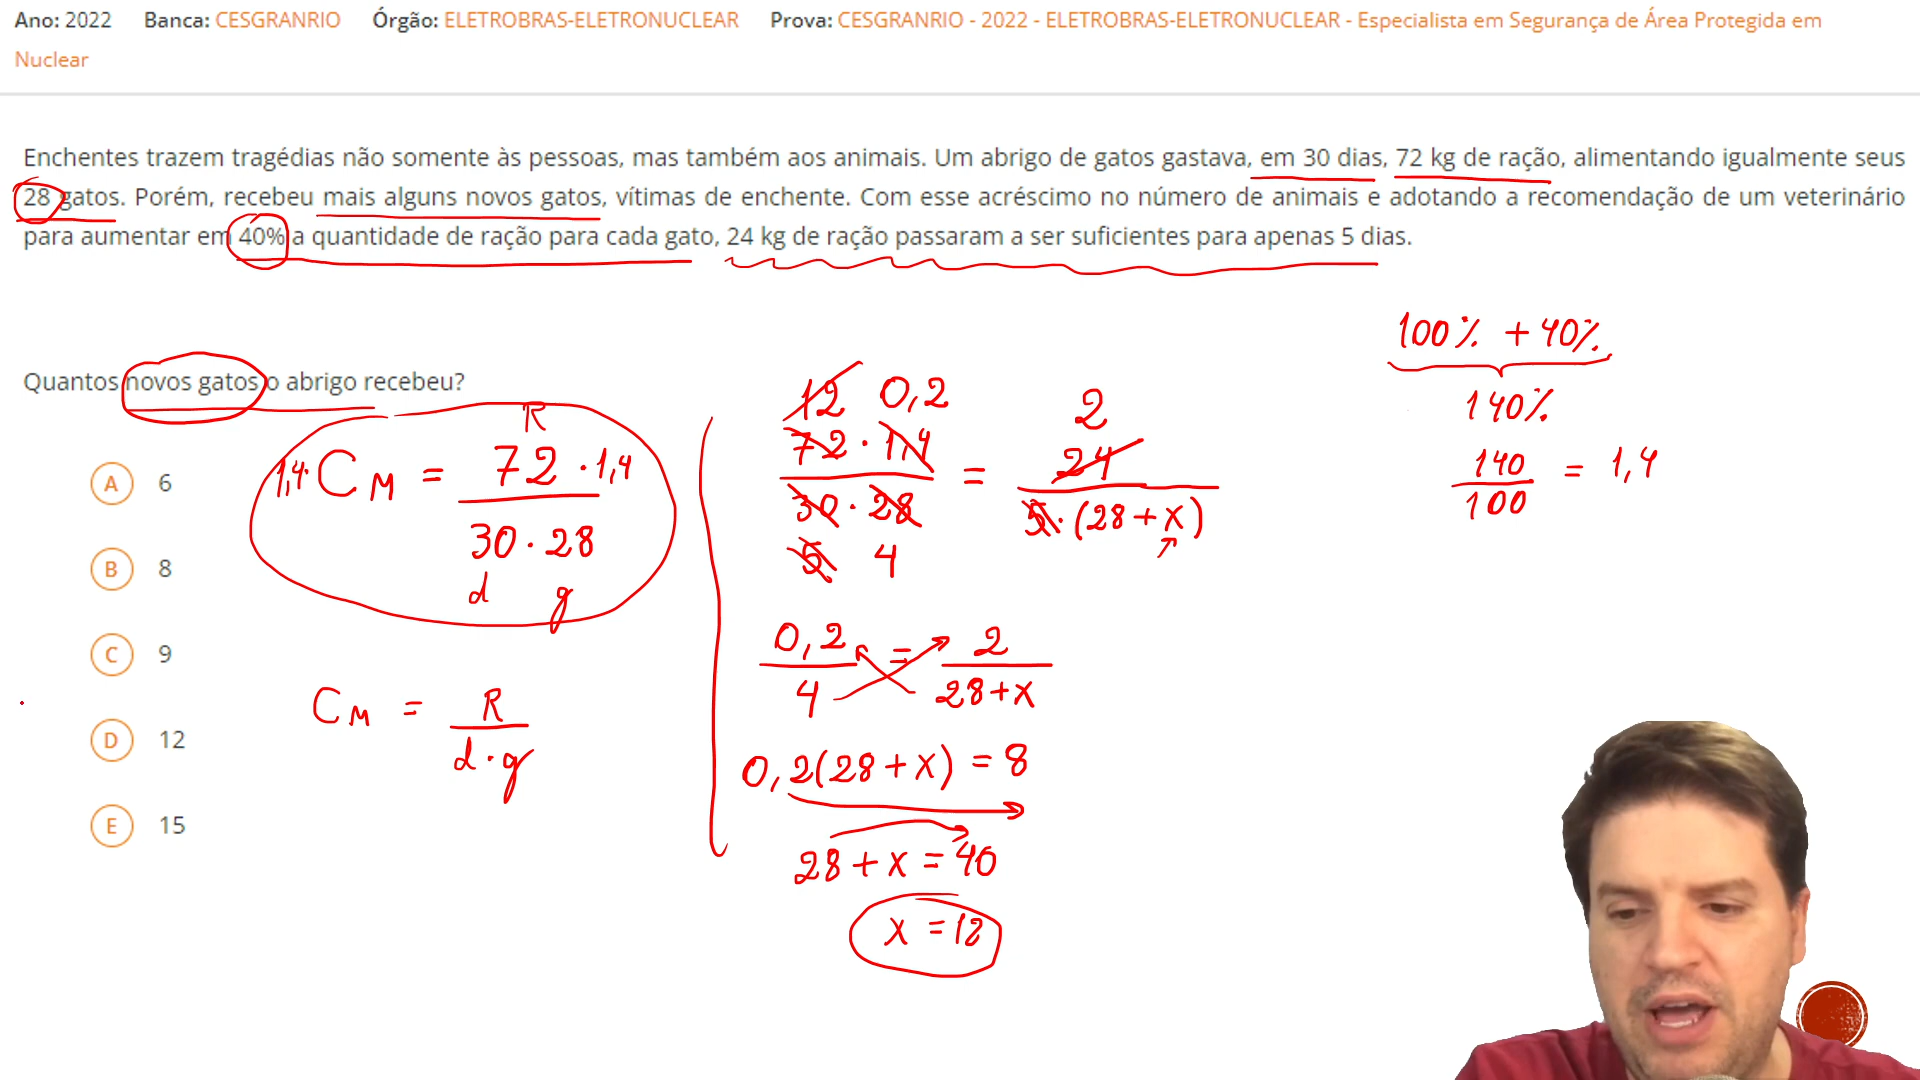 Ano: 2022 Banca: CESGRANRIO Órgão: ELETROBRAS-ELETRONUCLEAR Prova: CESGRANRIO - 2022 - ELETROBRAS-ELETRONUCLEAR - Especialista em Segurança de Área Protegida em
Nuclear
Enchentes trazem tragédias não somente às pessoas, mas também aos animais. Um abrigo de gatos gastava, em 30 dias, 72 kg de ração, alimentando igualmente seus
28 gatos. Porém, recebeu mais alguns novos gatos, vítimas de enchente. Com esse acréscimo no número de animais e adotando a recomendação de um veterinário
para aumentar em 40% a quantidade de ração para cada gato, 24 kg de ração passaram a ser suficientes para apenas 5 dias.
Quantos novos gatos o abrigo recebeu?
A 6
B 8
C 9
D 12
E 15
R
1,4· CM = 72 · 1,4
30 · 28
d g
CM = R
d · g
12 0,2 2
72 · 1,4 = 24
30 · 28 5 · (28 + x)
5 4
0,2 = 2
4 28 + x
0,2(28 + x) = 8
28 + x = 40
x = 12
100% + 40%
140%
140 = 1,4
100